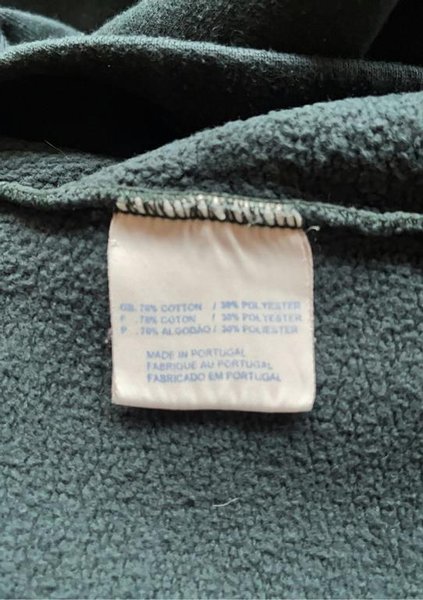 GB. 70% COTTON / 30% POLYESTER
F . 70% COTON / 30% POLYESTER
P . 70% ALGODÃO / 30% POLIESTER
MADE IN PORTUGAL
FABRIQUE AU PORTUGAL
FABRICADO EM PORTUGAL